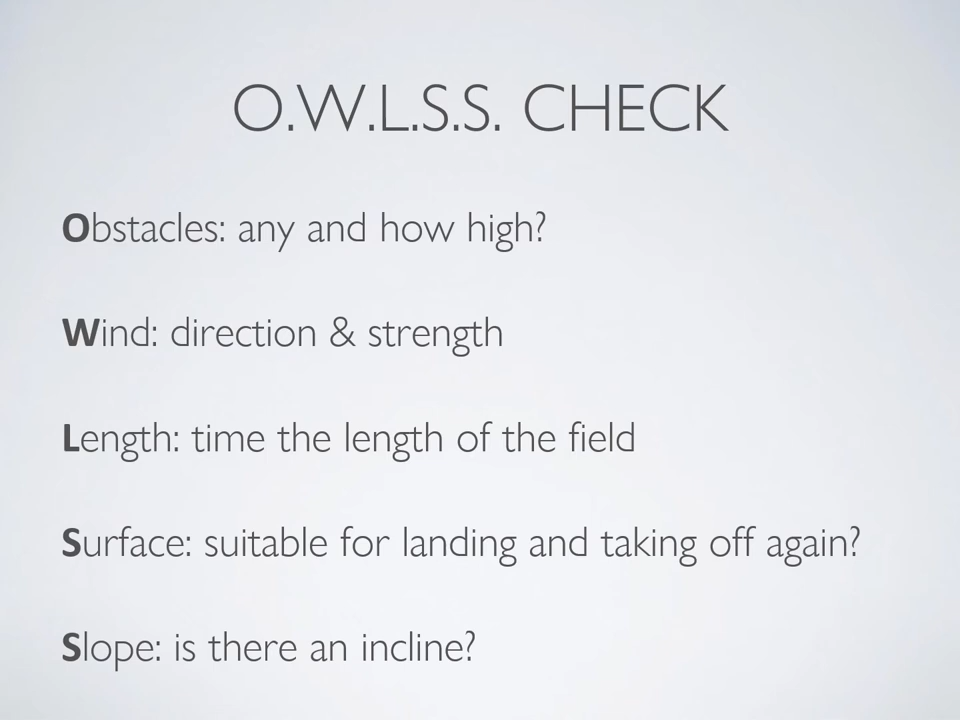 O.W.L.S.S. CHECK
Obstacles: any and how high?
Wind: direction & strength
Length: time the length of the field
Surface: suitable for landing and taking off again?
Slope: is there an incline?